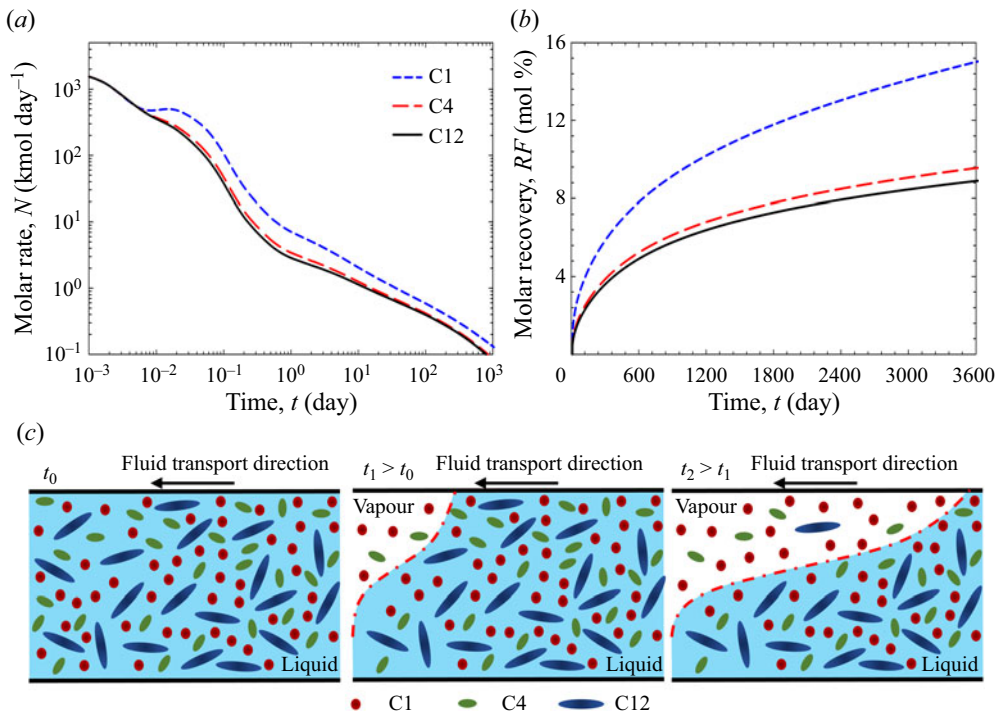 (a)
Molar rate, N (kmol day⁻¹)
10³
10²
10¹
10⁰
10⁻¹
C1
C4
C12
10⁻³ 10⁻² 10⁻¹ 10⁰ 10¹ 10² 10³
Time, t (day)
(b)
Molar recovery, RF (mol %)
16
12
8
4
0 600 1200 1800 2400 3000 3600
Time, t (day)
(c)
t₀ Fluid transport direction
Liquid
t₁ > t₀ Fluid transport direction
Vapour
Liquid
t₂ > t₁ Fluid transport direction
Vapour
Liquid
C1 C4 C12